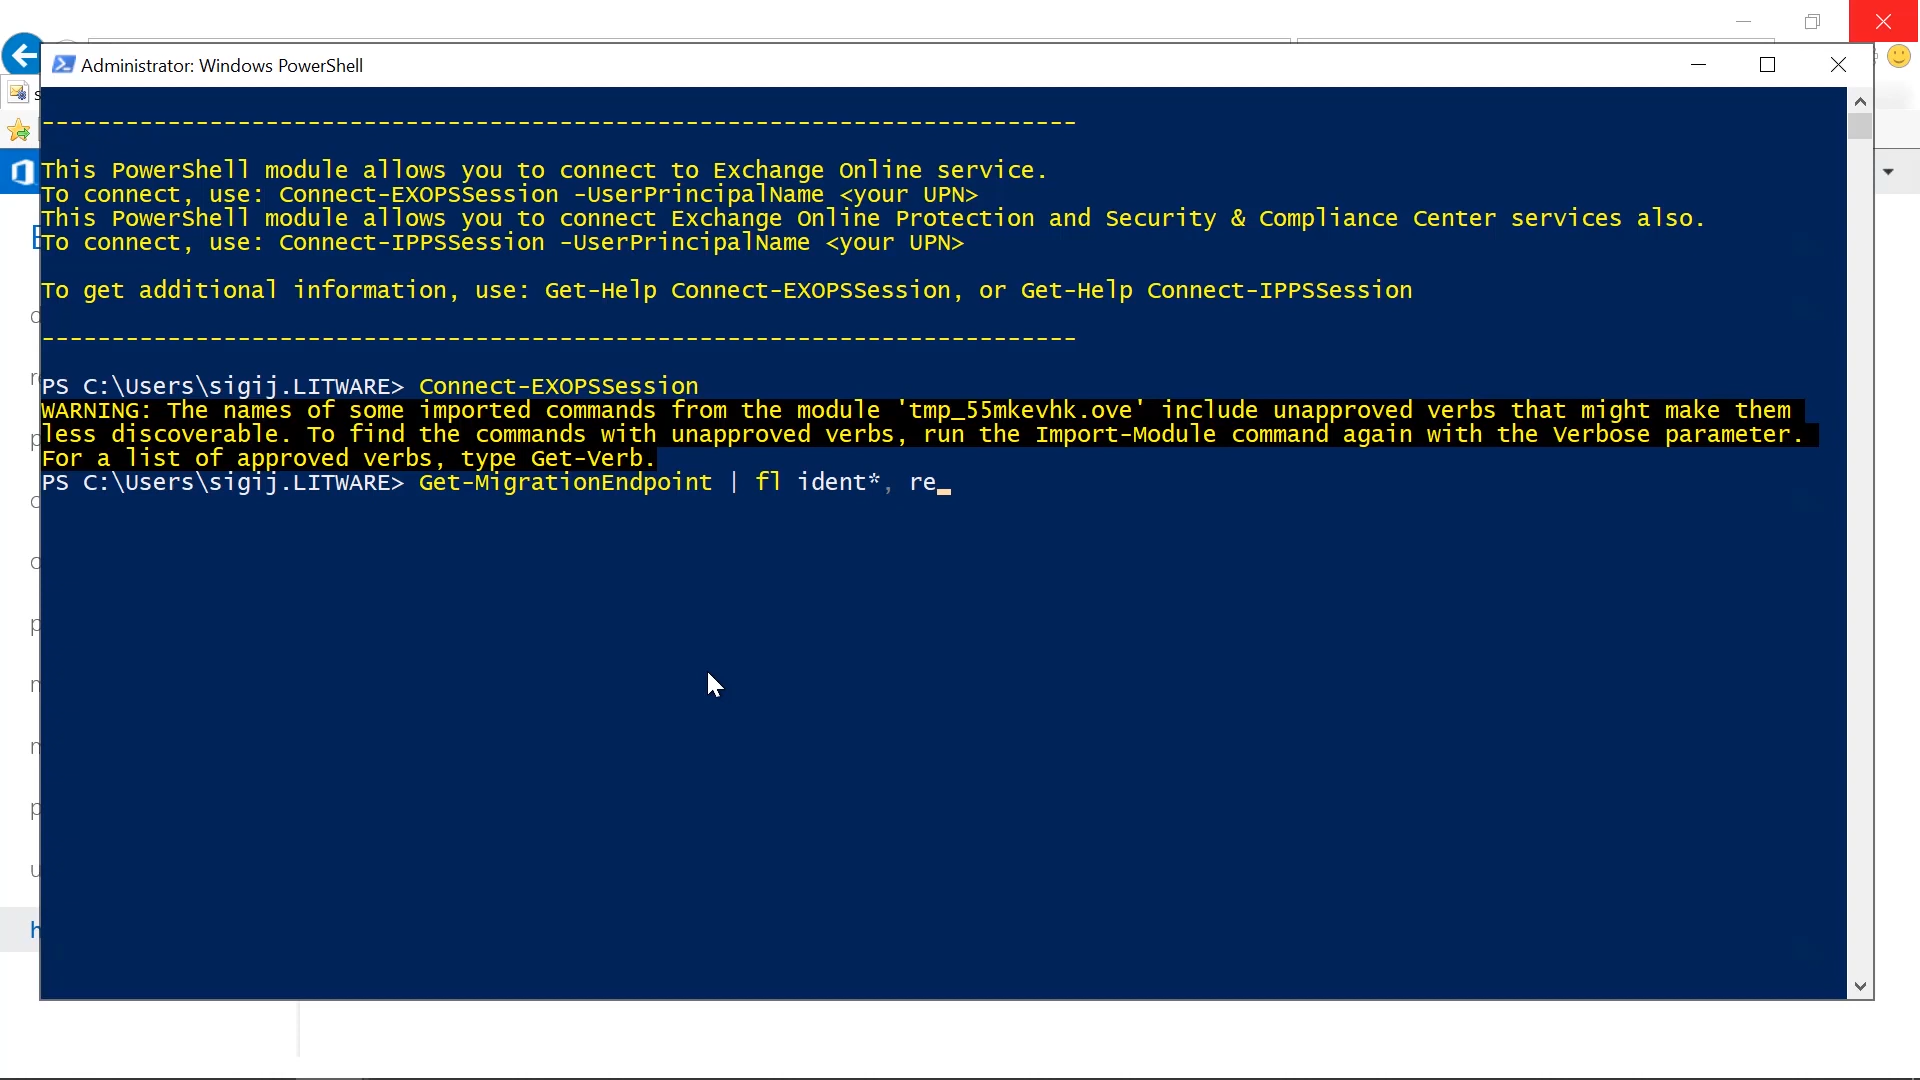 Administrator: Windows PowerShell
--------------------------------------------------------------------------
This PowerShell module allows you to connect to Exchange Online service.
To connect, use: Connect-EXOPSSession -UserPrincipalName <your UPN>
This PowerShell module allows you to connect Exchange Online Protection and Security & Compliance Center services also.
To connect, use: Connect-IPPSSession -UserPrincipalName <your UPN>
To get additional information, use: Get-Help Connect-EXOPSSession, or Get-Help Connect-IPPSSession
--------------------------------------------------------------------------
PS C:\Users\sigij.LITWARE> Connect-EXOPSSession
WARNING: The names of some imported commands from the module 'tmp_55mkevhk.ove' include unapproved verbs that might make them
less discoverable. To find the commands with unapproved verbs, run the Import-Module command again with the Verbose parameter.
For a list of approved verbs, type Get-Verb.
PS C:\Users\sigij.LITWARE> Get-MigrationEndpoint | fl ident*, re_